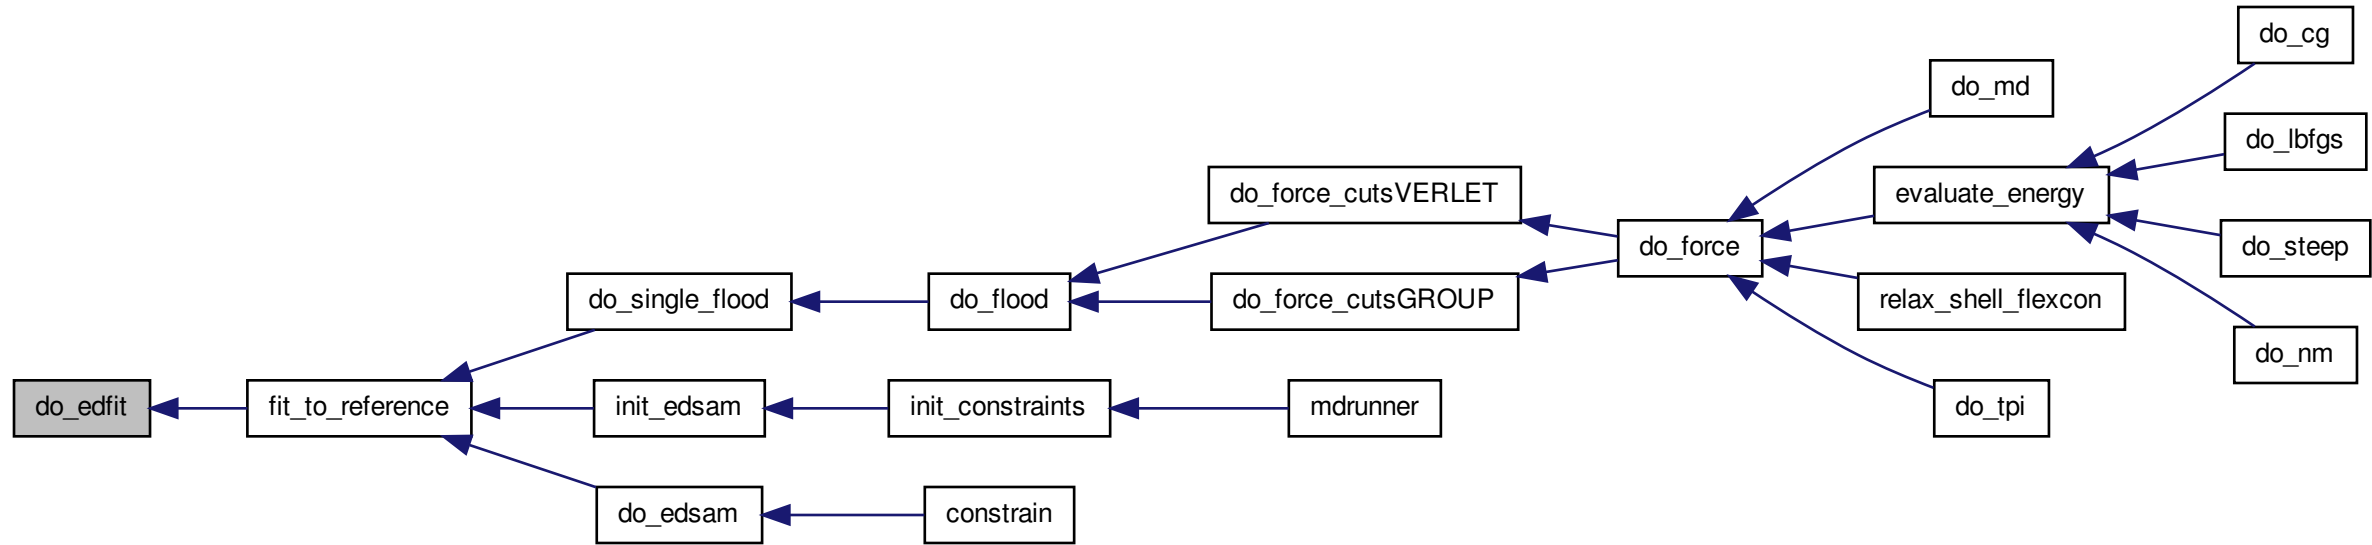 do_cg
do_md
do_lbfgs
do_force_cutsVERLET
evaluate_energy
do_force
do_steep
do_single_flood
do_flood
do_force_cutsGROUP
relax_shell_flexcon
do_nm
do_edfit
fit_to_reference
init_edsam
init_constraints
mdrunner
do_tpi
do_edsam
constrain